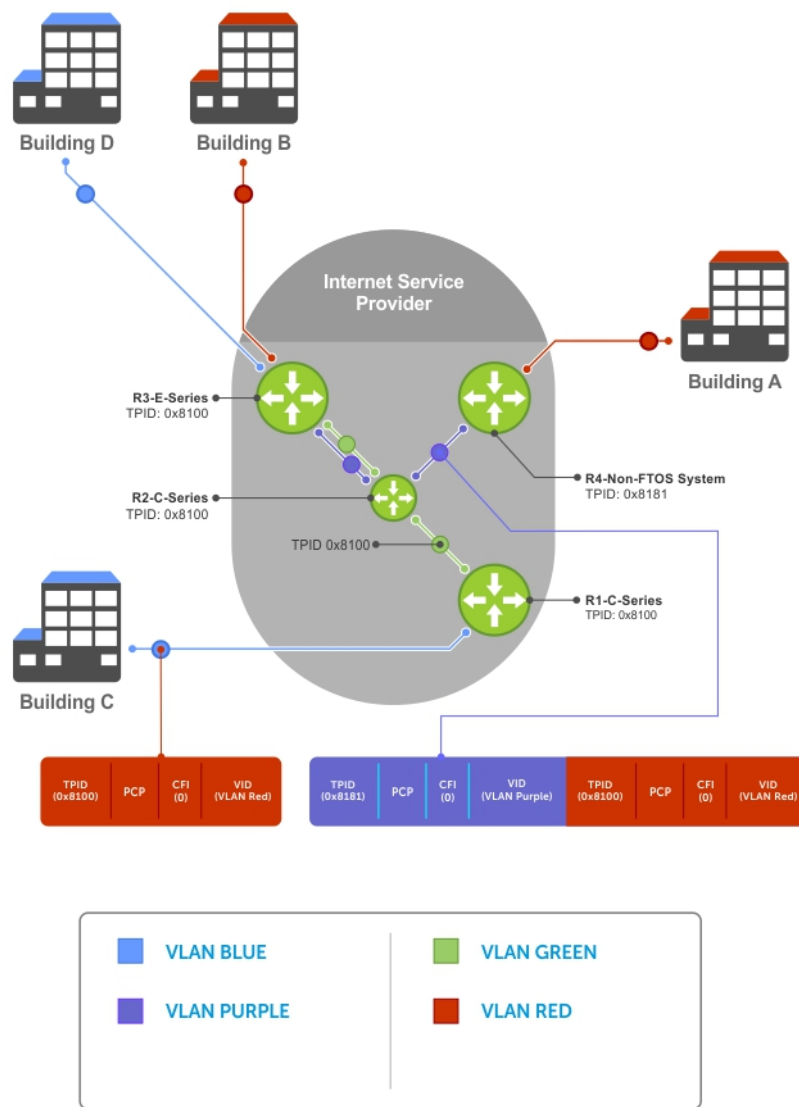 Building D
Building B
Internet Service
Provider
Building A
R3-E-Series
TPID: 0x8100
R4-Non-FTOS System
TPID: 0x8181
R2-C-Series
TPID: 0x8100
TPID 0x8100
R1-C-Series
TPID: 0x8100
Building C
TPID
(0x8100)
PCP
CFI
(0)
VID
(VLAN Red)
TPID
(0x8181)
PCP
CFI
(0)
VID
(VLAN Purple)
TPID
(0x8100)
PCP
CFI
(0)
VID
(VLAN Red)
VLAN BLUE
VLAN GREEN
VLAN PURPLE
VLAN RED